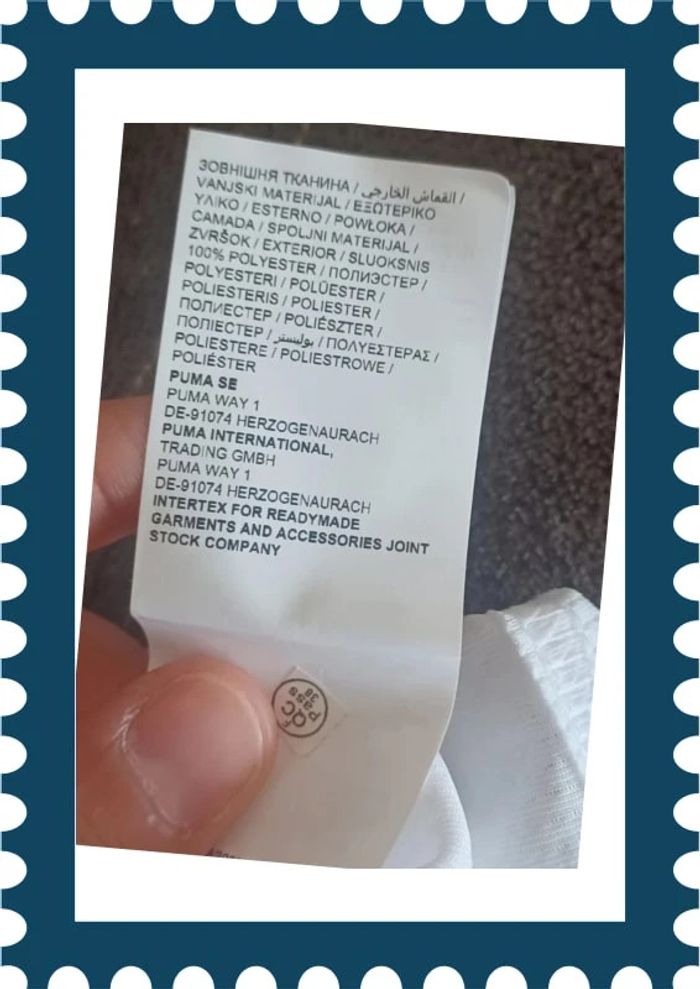 ЗОВНІШНЯ ТКАНИНА / القماش الخارجي /
VANJSKI MATERIJAL / ΕΞΩΤΕΡΙΚΟ
ΥΛΙΚΟ / ESTERNO / POWŁOKA /
CAMADA / SPOLJNI MATERIJAL /
ZVRŠOK / EXTERIOR / SLUOKSNIS
100% POLYESTER / ПОЛИЭСТЕР /
POLYESTERI / POLÜESTER /
POLIESTERIS / POLIESTER /
ПОЛИЕСТЕР / POLIÉSZTER /
ПОЛІЕСТЕР / بوليستر / ΠΟΛΥΕΣΤΕΡΑΣ /
POLIESTERE / POLIESTROWE /
POLIÉSTER
PUMA SE
PUMA WAY 1
DE-91074 HERZOGENAURACH
PUMA INTERNATIONAL,
TRADING GMBH
PUMA WAY 1
DE-91074 HERZOGENAURACH
INTERTEX FOR READYMADE
GARMENTS AND ACCESSORIES JOINT
STOCK COMPANY
FQC
Pass
38